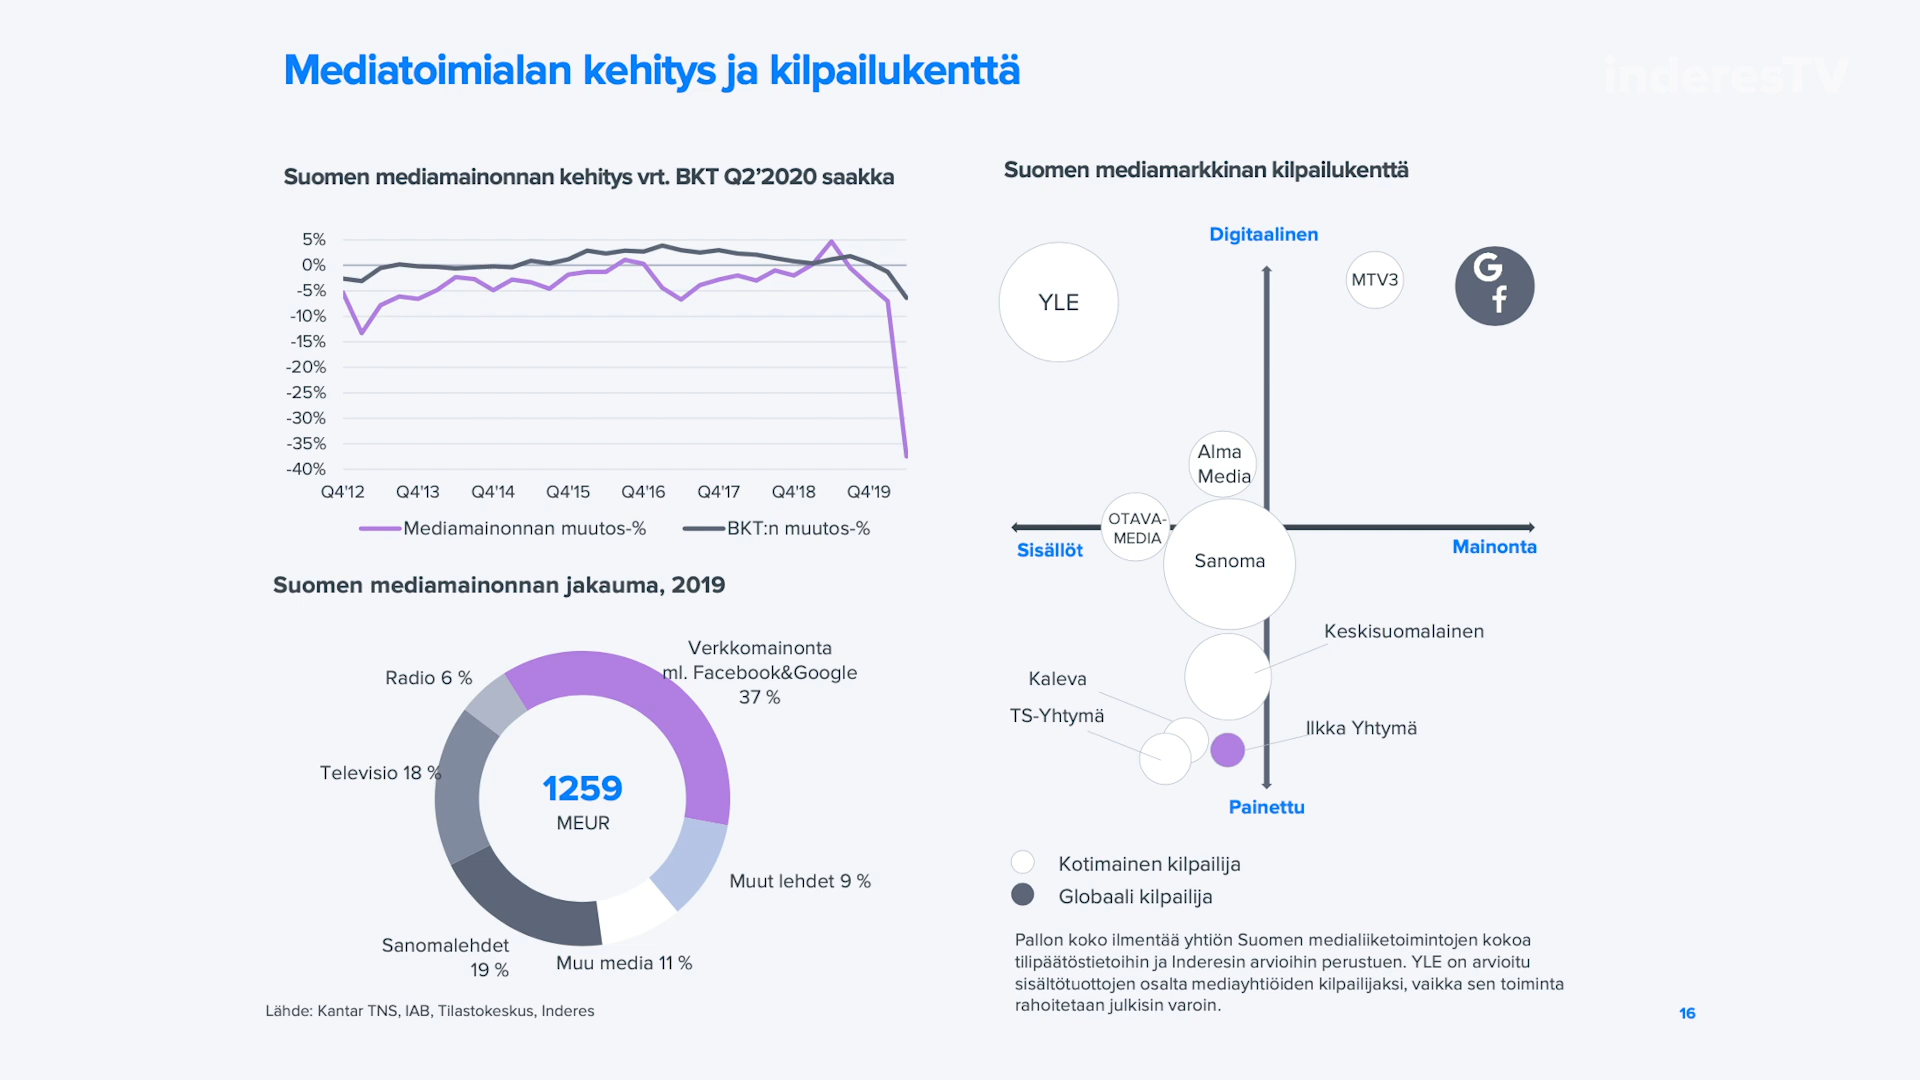 Mediatoimialan kehitys ja kilpailukenttä
inderesTV
Suomen mediamainonnan kehitys vrt. BKT Q2’2020 saakka
5%
0%
-5%
-10%
-15%
-20%
-25%
-30%
-35%
-40%
Q4'12 Q4'13 Q4'14 Q4'15 Q4'16 Q4'17 Q4'18 Q4'19
Mediamainonnan muutos-% BKT:n muutos-%
Suomen mediamainonnan jakauma, 2019
Verkkomainonta
ml. Facebook&Google
37 %
Radio 6 %
Televisio 18 %
1259
MEUR
Muut lehdet 9 %
Sanomalehdet
19 %
Muu media 11 %
Lähde: Kantar TNS, IAB, Tilastokeskus, Inderes
Suomen mediamarkkinan kilpailukenttä
Digitaalinen
YLE
MTV3
G
f
Alma
Media
OTAVA-
MEDIA
Sisällöt
Mainonta
Sanoma
Keskisuomalainen
Kaleva
TS-Yhtymä
Ilkka Yhtymä
Painettu
Kotimainen kilpailija
Globaali kilpailija
Pallon koko ilmentää yhtiön Suomen medialiiketoimintojen kokoa
tilipäätöstietoihin ja Inderesin arvioihin perustuen. YLE on arvioitu
sisältötuottojen osalta mediayhtiöiden kilpailijaksi, vaikka sen toiminta
rahoitetaan julkisin varoin.
16